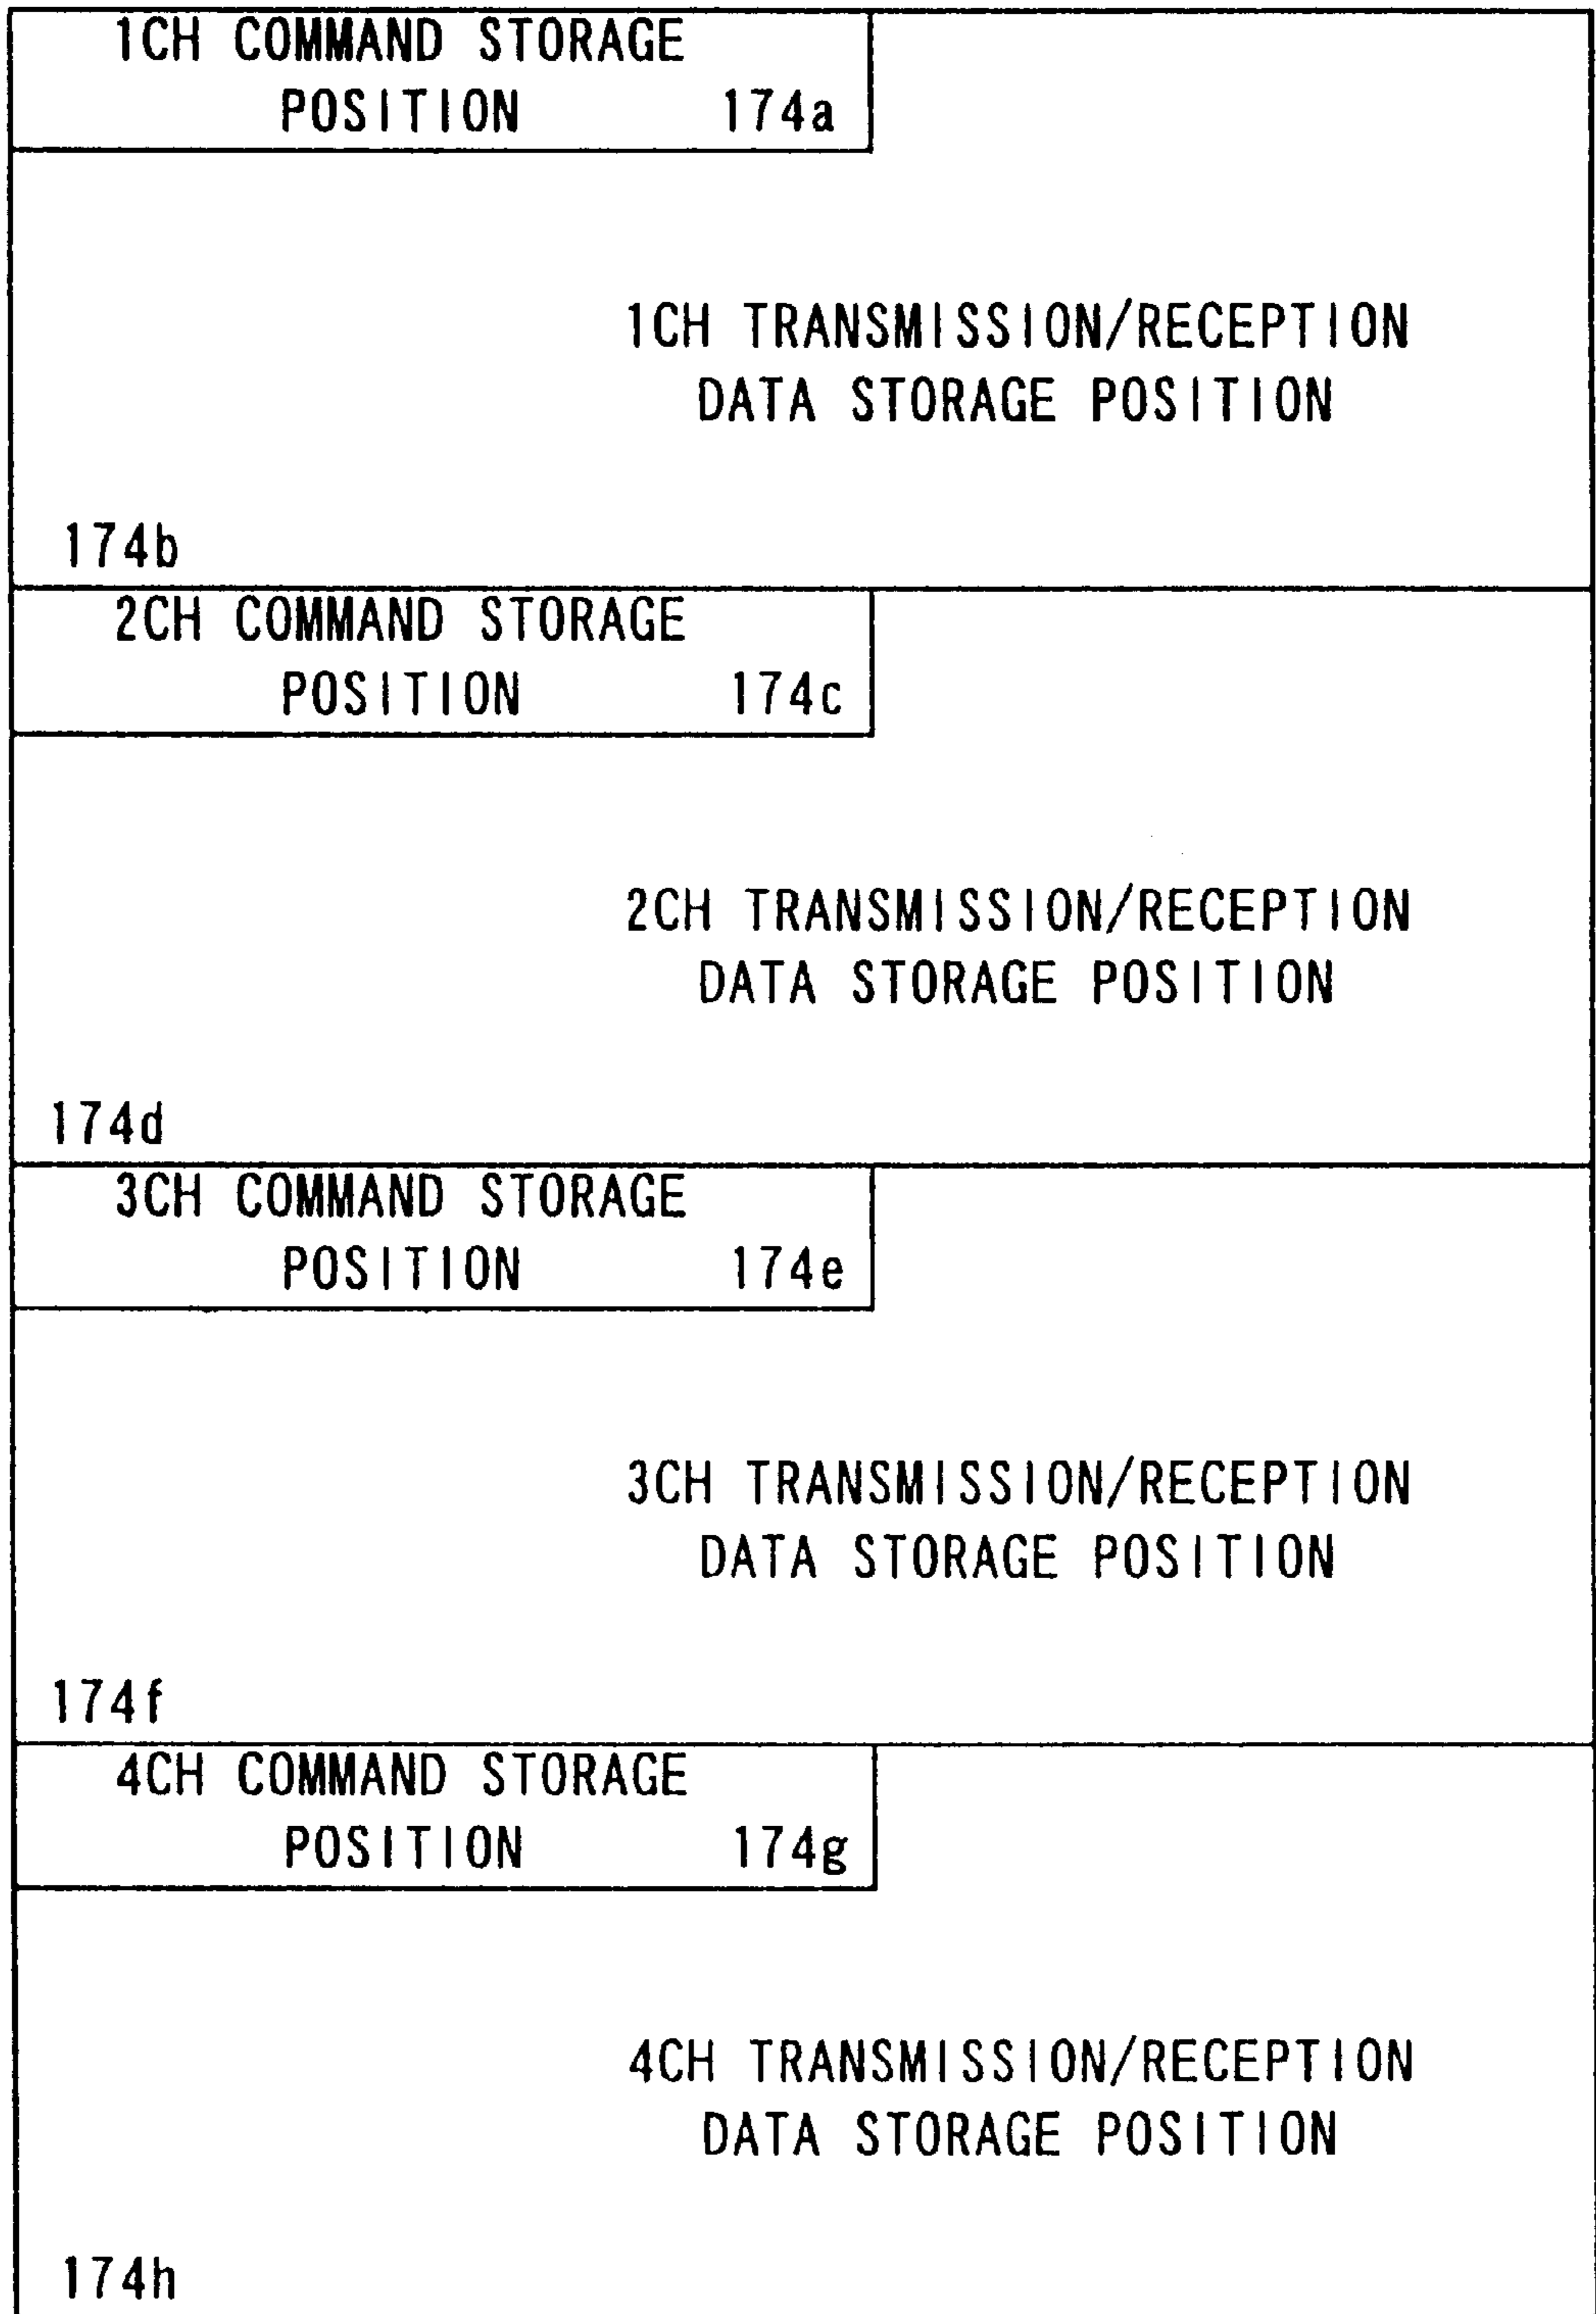 1CH COMMAND STORAGE
POSITION 174a
1CH TRANSMISSION/RECEPTION
DATA STORAGE POSITION
174b
2CH COMMAND STORAGE
POSITION 174c
2CH TRANSMISSION/RECEPTION
DATA STORAGE POSITION
174d
3CH COMMAND STORAGE
POSITION 174e
3CH TRANSMISSION/RECEPTION
DATA STORAGE POSITION
174f
4CH COMMAND STORAGE
POSITION 174g
4CH TRANSMISSION/RECEPTION
DATA STORAGE POSITION
174h